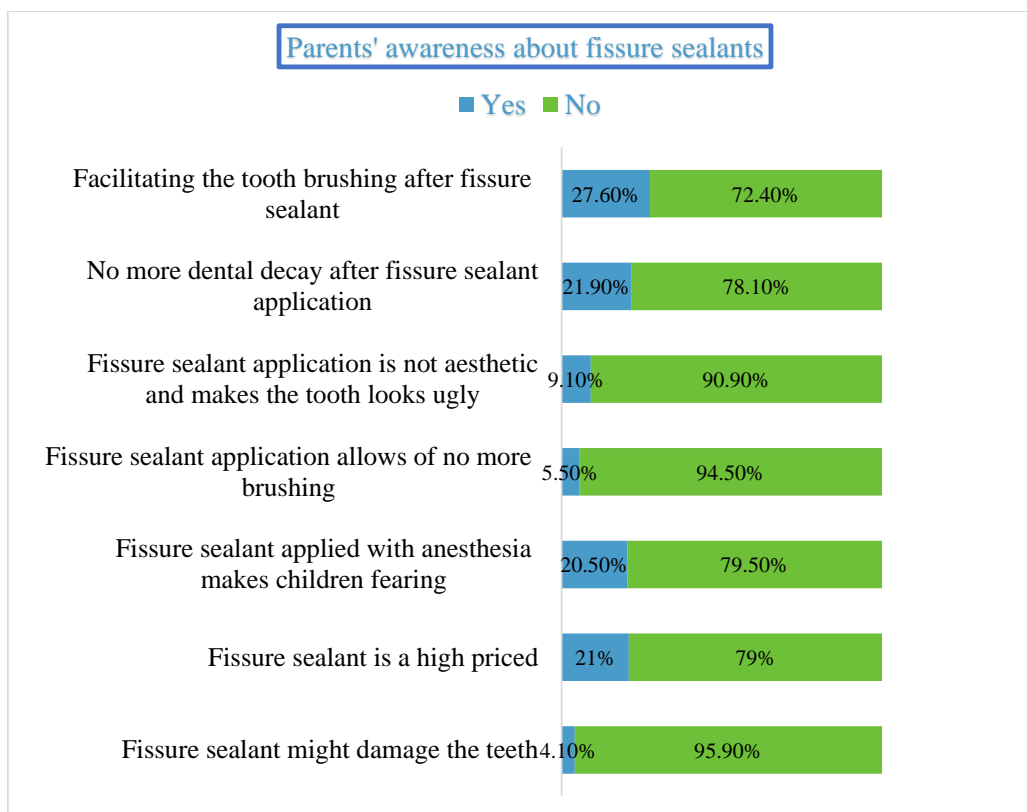 Parents' awareness about fissure sealants
Yes No
Facilitating the tooth brushing after fissure
sealant
27.60% 72.40%
No more dental decay after fissure sealant
application
21.90% 78.10%
Fissure sealant application is not aesthetic
and makes the tooth looks ugly
9.10% 90.90%
Fissure sealant application allows of no more
brushing
5.50% 94.50%
Fissure sealant applied with anesthesia
makes children fearing
20.50% 79.50%
Fissure sealant is a high priced
21% 79%
Fissure sealant might damage the teeth
4.10% 95.90%